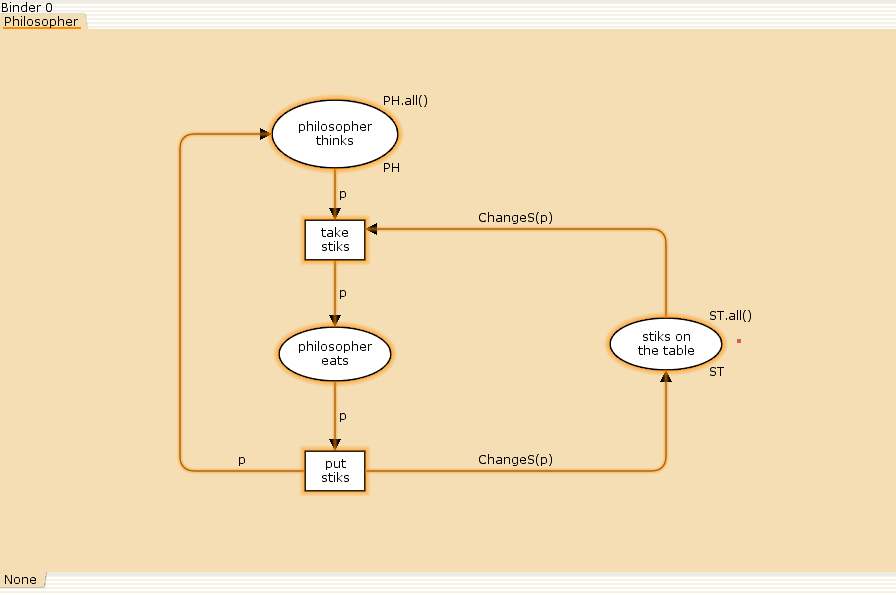 Binder 0
Philosopher
PH.all()
philosopher
thinks
PH
p
take
stiks
ChangeS(p)
p
ST.all()
philosopher
eats
stiks on
the table
ST
p
p
put
stiks
ChangeS(p)
None